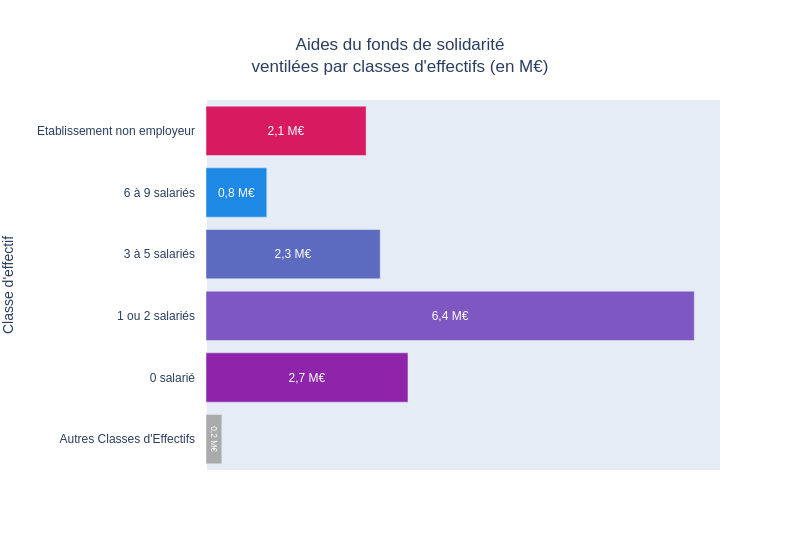 Aides du fonds de solidarité
ventilées par classes d'effectifs (en M€)
Classe d'effectif
Etablissement non employeur
2,1 M€
6 à 9 salariés
0,8 M€
3 à 5 salariés
2,3 M€
1 ou 2 salariés
6,4 M€
0 salarié
2,7 M€
Autres Classes d'Effectifs
0,2 M€